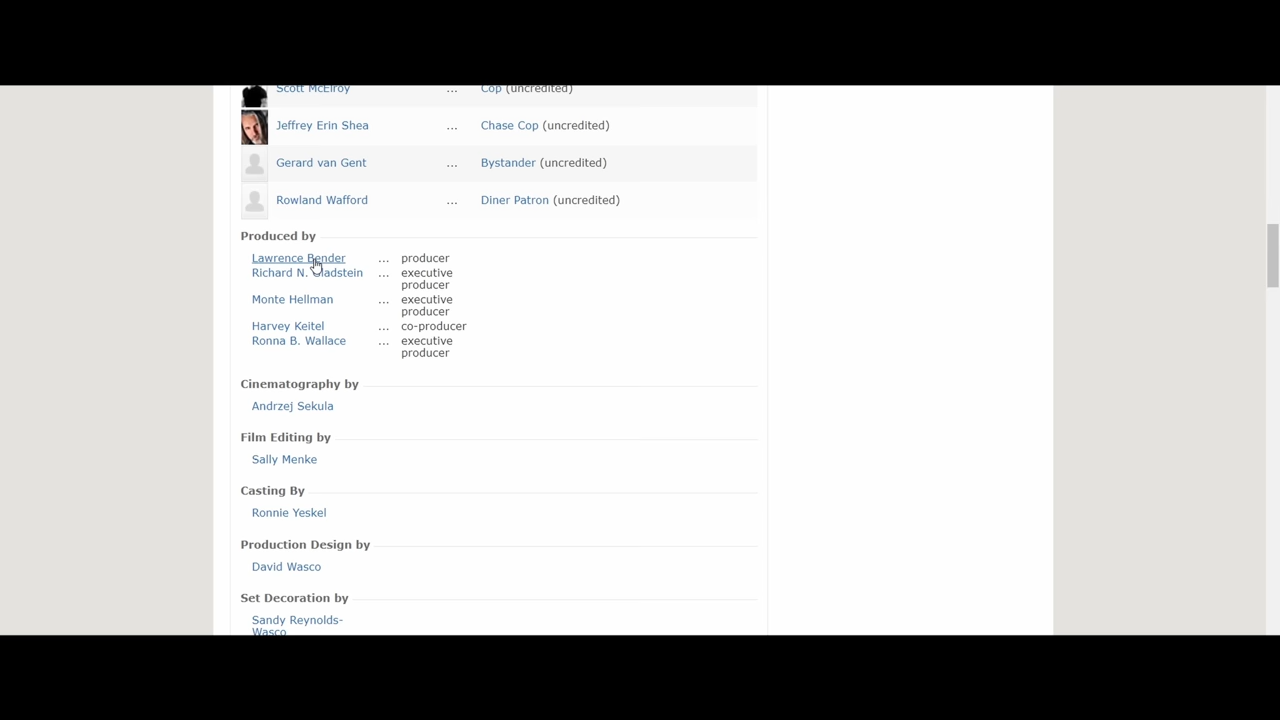 Scott McElroy ... Cop (uncredited)
Jeffrey Erin Shea ... Chase Cop (uncredited)
Gerard van Gent ... Bystander (uncredited)
Rowland Wafford ... Diner Patron (uncredited)
Produced by
Lawrence Bender ... producer
Richard N. Gladstein ... executive
producer
Monte Hellman ... executive
producer
Harvey Keitel ... co-producer
Ronna B. Wallace ... executive
producer
Cinematography by
Andrzej Sekula
Film Editing by
Sally Menke
Casting By
Ronnie Yeskel
Production Design by
David Wasco
Set Decoration by
Sandy Reynolds-
Wasco